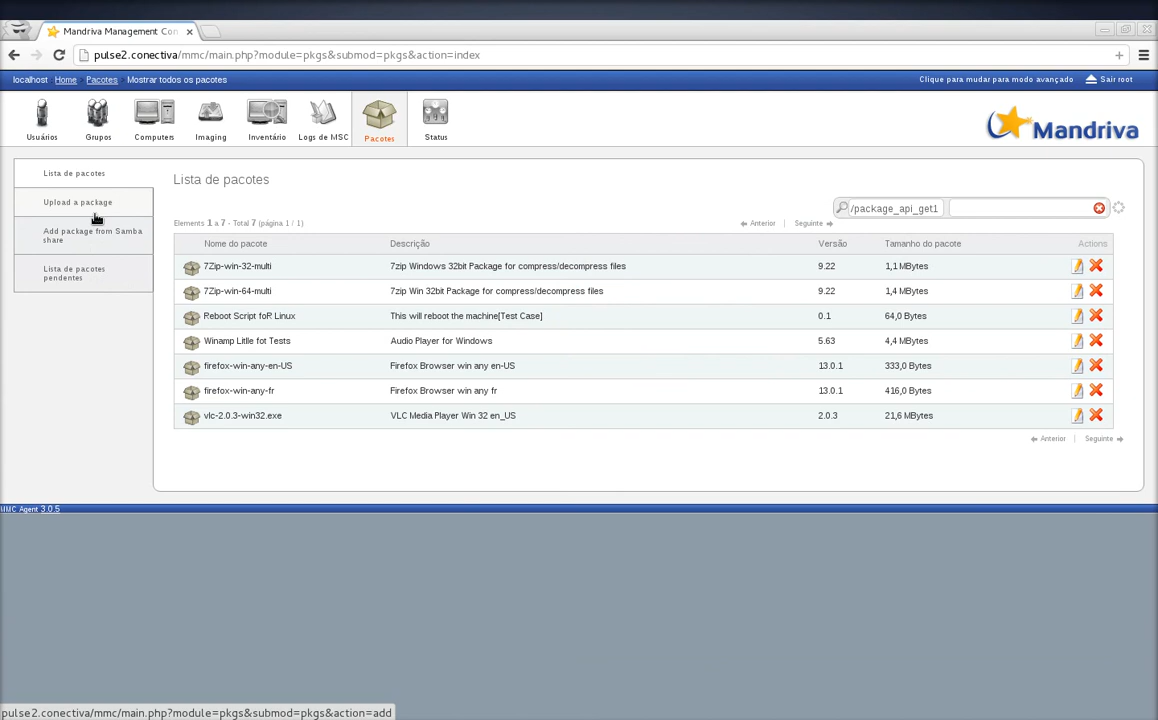 Mandriva Management Con
pulse2.conectiva/mmc/main.php?module=pkgs&submod=pkgs&action=index
localhost Home Pacotes Mostrar todos os pacotes Clique para mudar para modo avançado Sair root
Usuários Grupos Computers Imaging Inventário Logs de MSC Pacotes Status
Mandriva
Lista de pacotes
Upload a package
Add package from Samba
share
Lista de pacotes
pendentes
Lista de pacotes
/package_api_get1
Elements 1 a 7 - Total 7 (página 1 / 1) Anterior | Seguinte
Nome do pacote Descrição Versão Tamanho do pacote Actions
7Zip-win-32-multi 7zip Windows 32bit Package for compress/decompress files 9.22 1,1 MBytes
7Zip-win-64-multi 7zip Win 32bit Package for compress/decompress files 9.22 1,4 MBytes
Reboot Script foR Linux This will reboot the machine[Test Case] 0.1 64,0 Bytes
Winamp Litlle fot Tests Audio Player for Windows 5.63 4,4 MBytes
firefox-win-any-en-US Firefox Browser win any en-US 13.0.1 333,0 Bytes
firefox-win-any-fr Firefox Browser win any fr 13.0.1 416,0 Bytes
vlc-2.0.3-win32.exe VLC Media Player Win 32 en_US 2.0.3 21,6 MBytes
Anterior | Seguinte
MMC Agent 3.0.5
pulse2.conectiva/mmc/main.php?module=pkgs&submod=pkgs&action=add